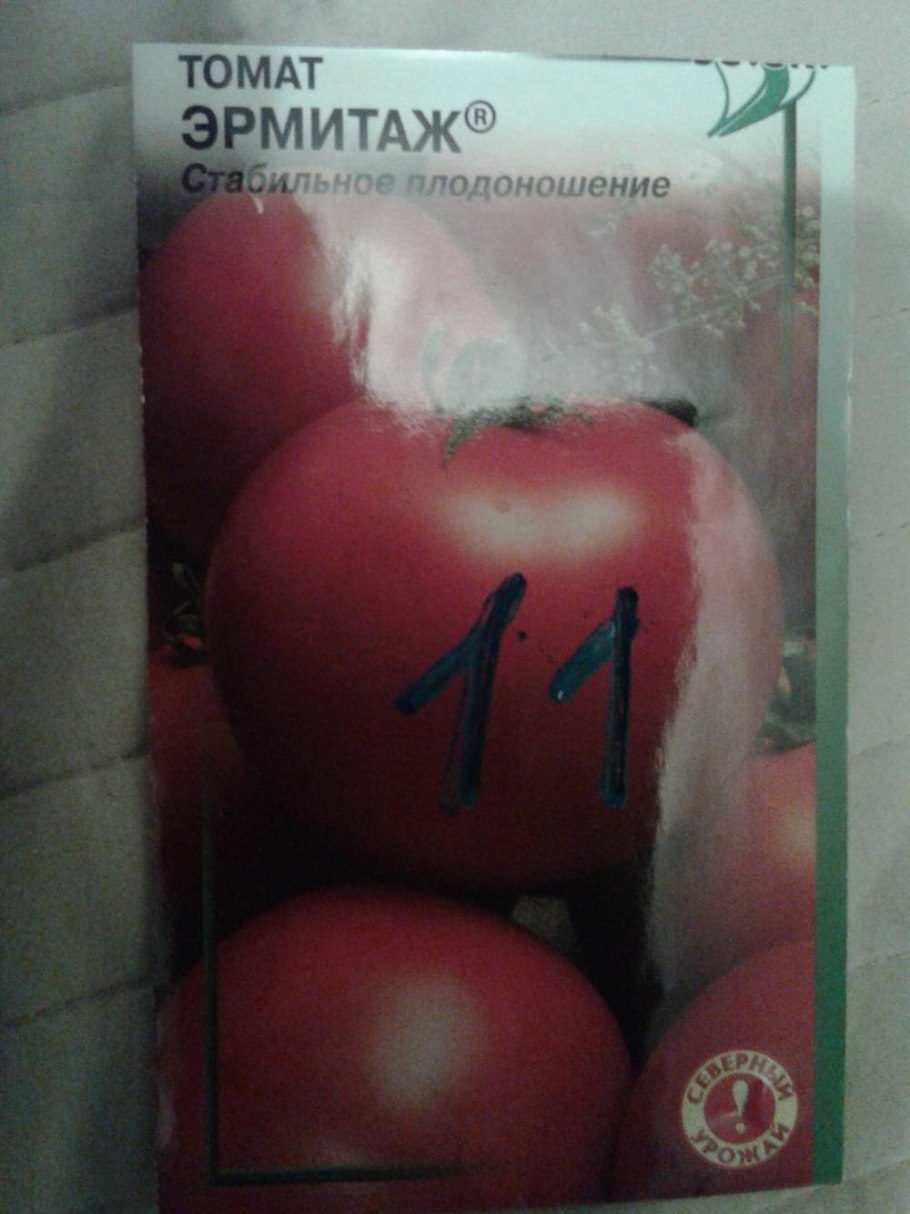 ТОМАТ
ЭРМИТАЖ®
Стабильное плодоношение
11
СЕВЕРНЫЙ
УРОЖАЙ